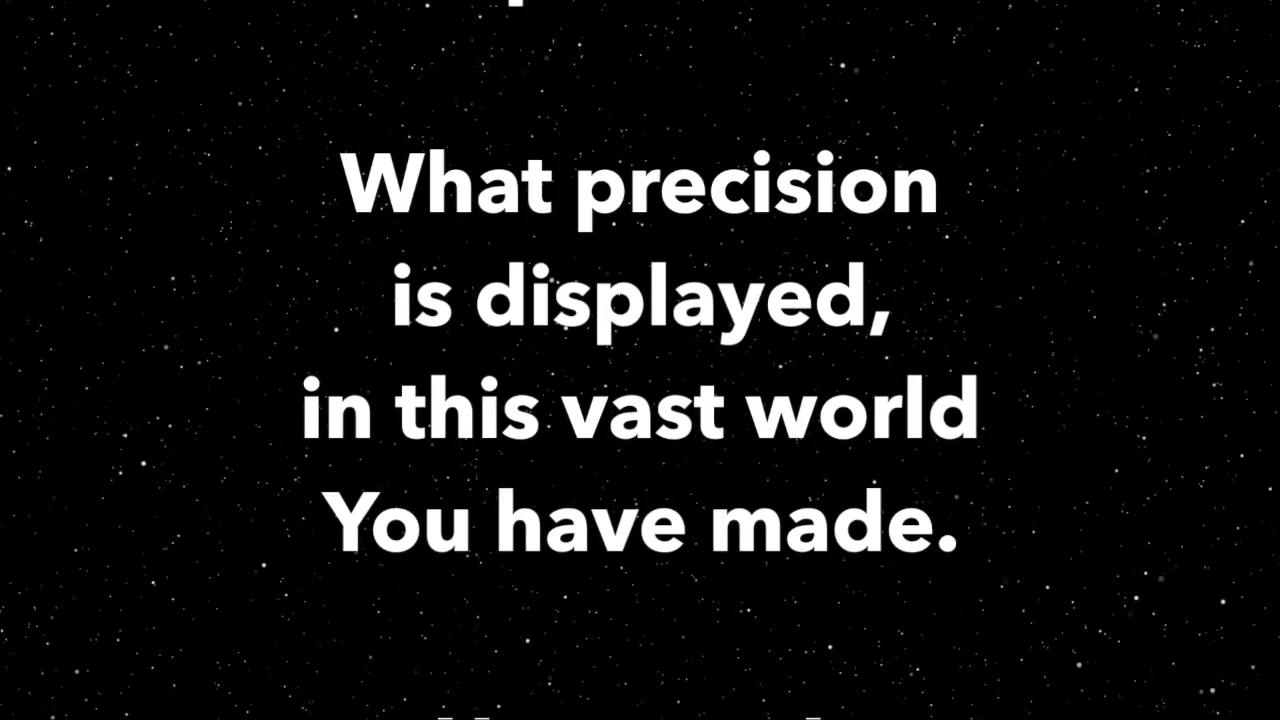 What precision
is displayed,
in this vast world
You have made.